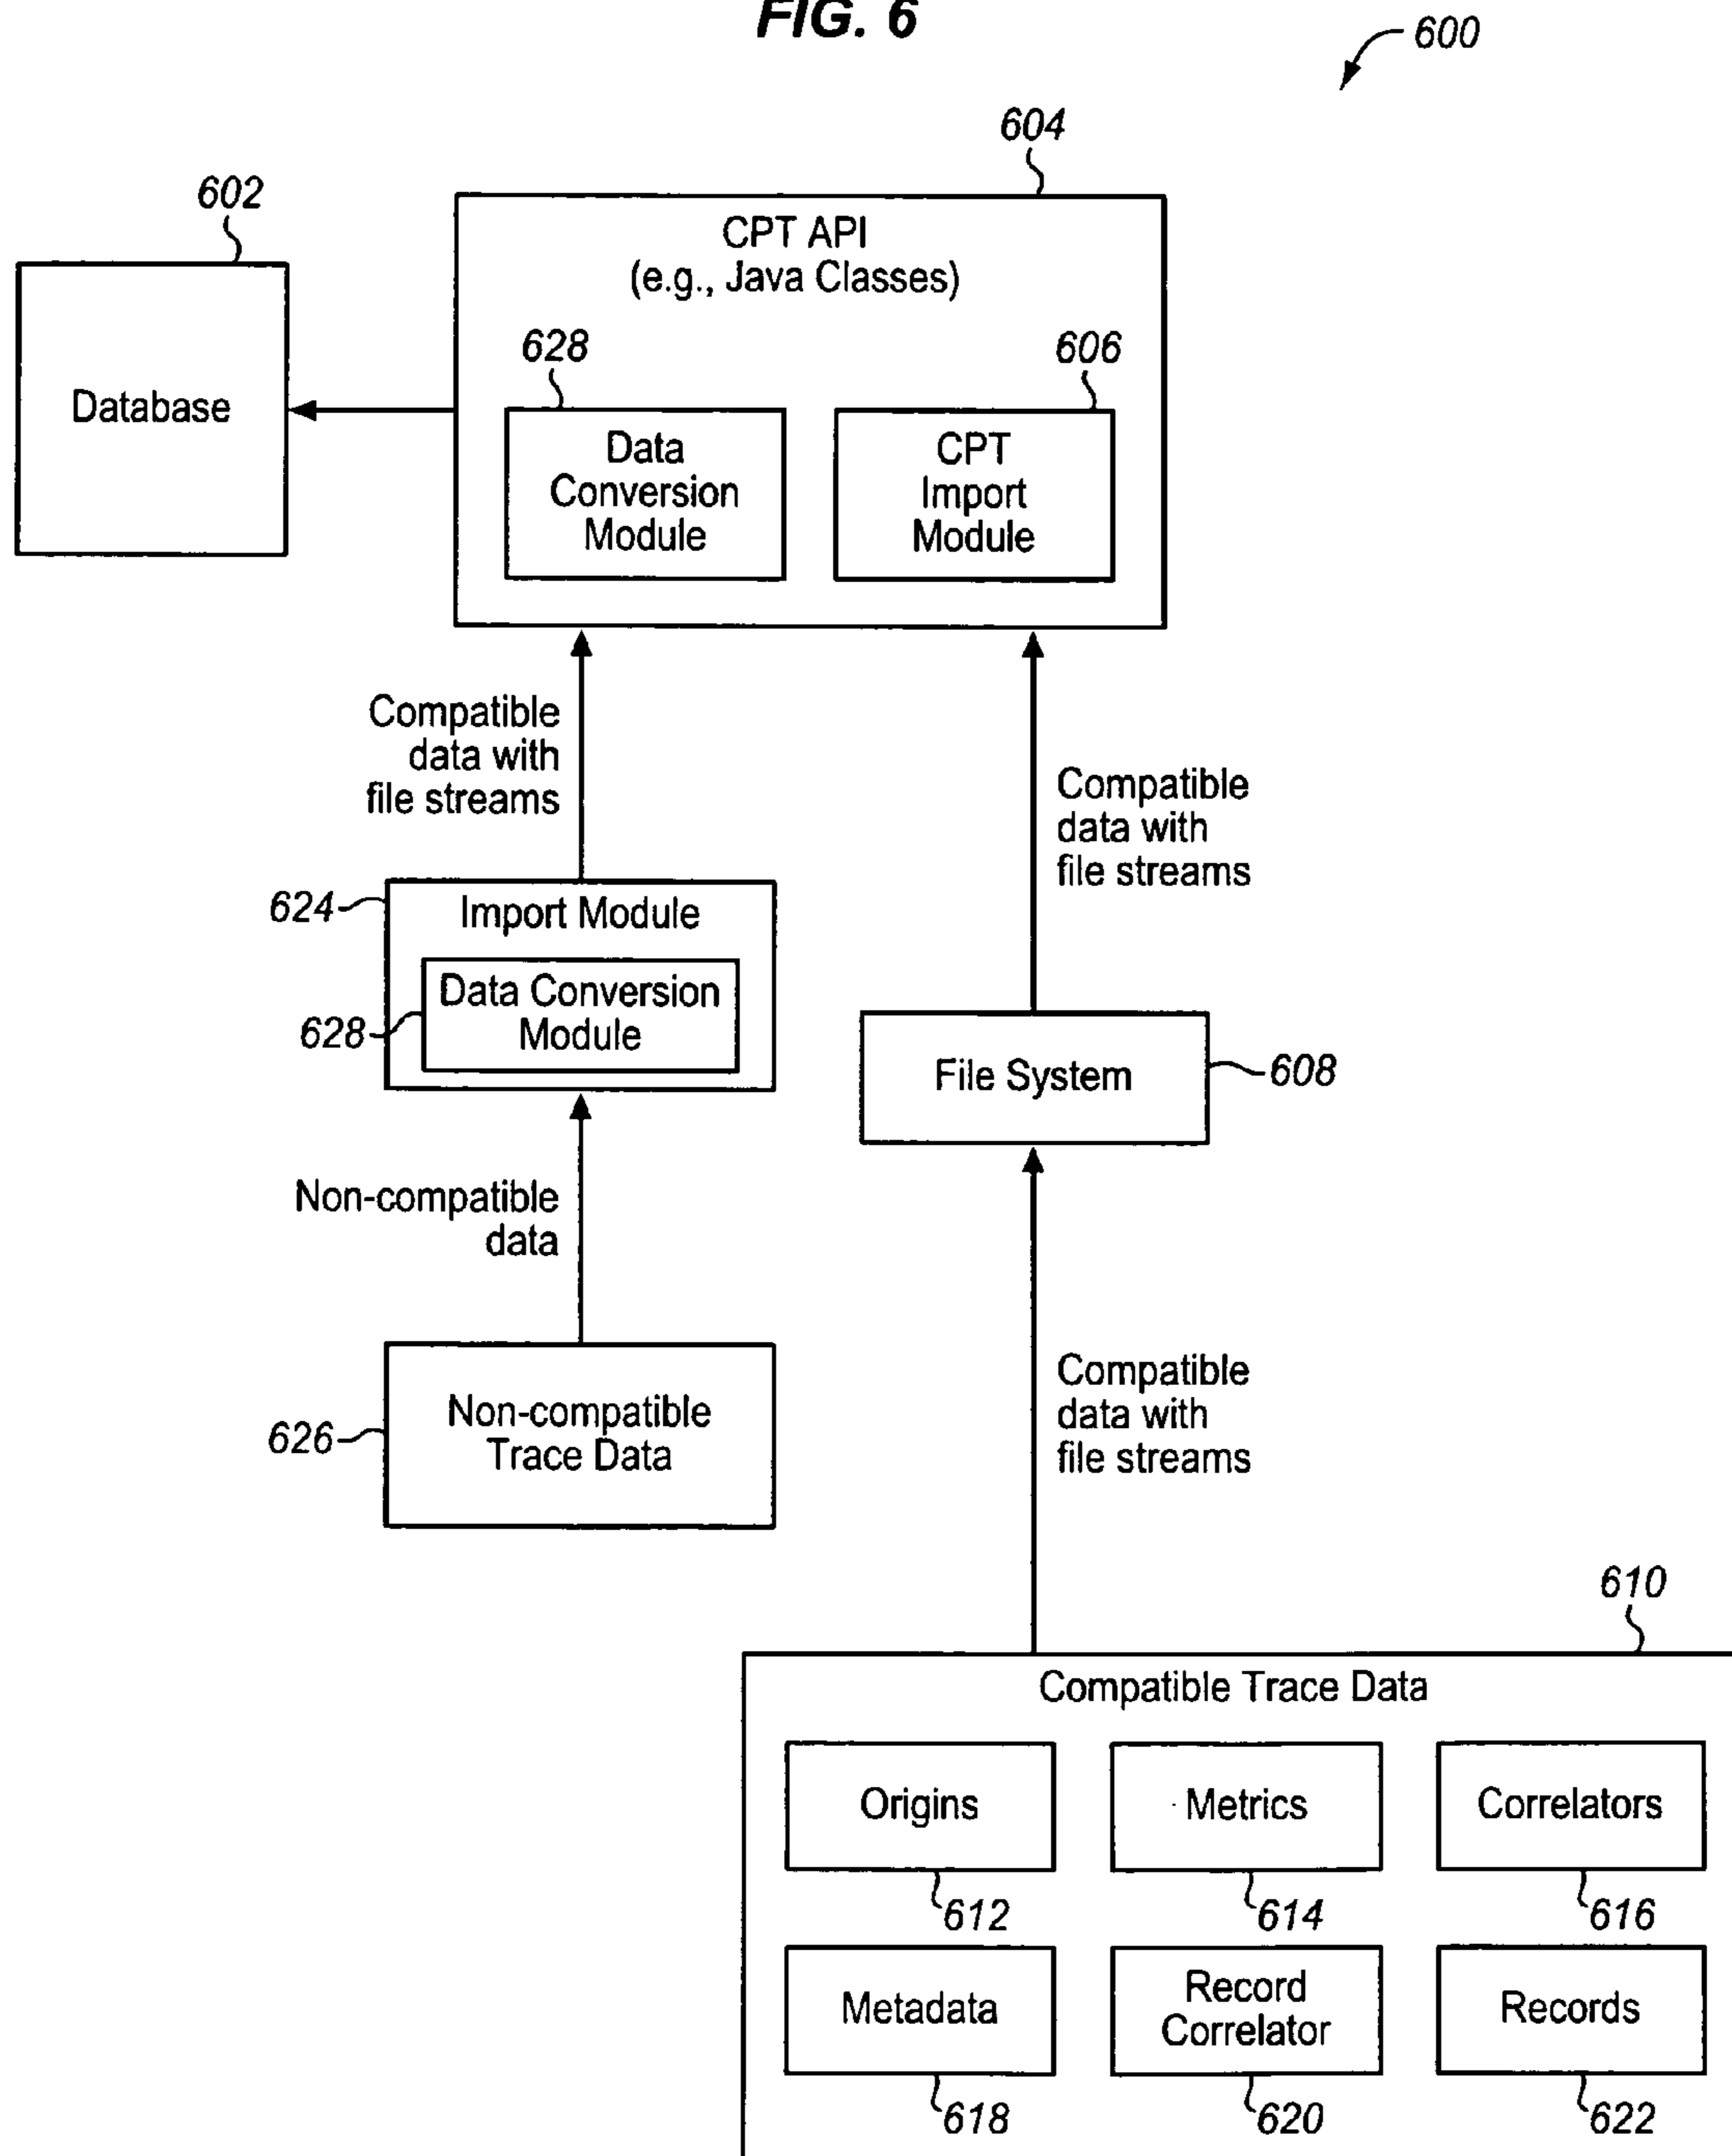 FIG. 6
600
604
602
CPT API
(e.g., Java Classes)
628
606
Database
Data
Conversion
Module
CPT
Import
Module
Compatible
data with
file streams
Compatible
data with
file streams
624
Import Module
628
Data Conversion
Module
File System
608
Non-compatible
data
626
Non-compatible
Trace Data
Compatible
data with
file streams
610
Compatible Trace Data
Origins
Metrics
Correlators
612
614
616
Metadata
Record
Correlator
Records
618
620
622